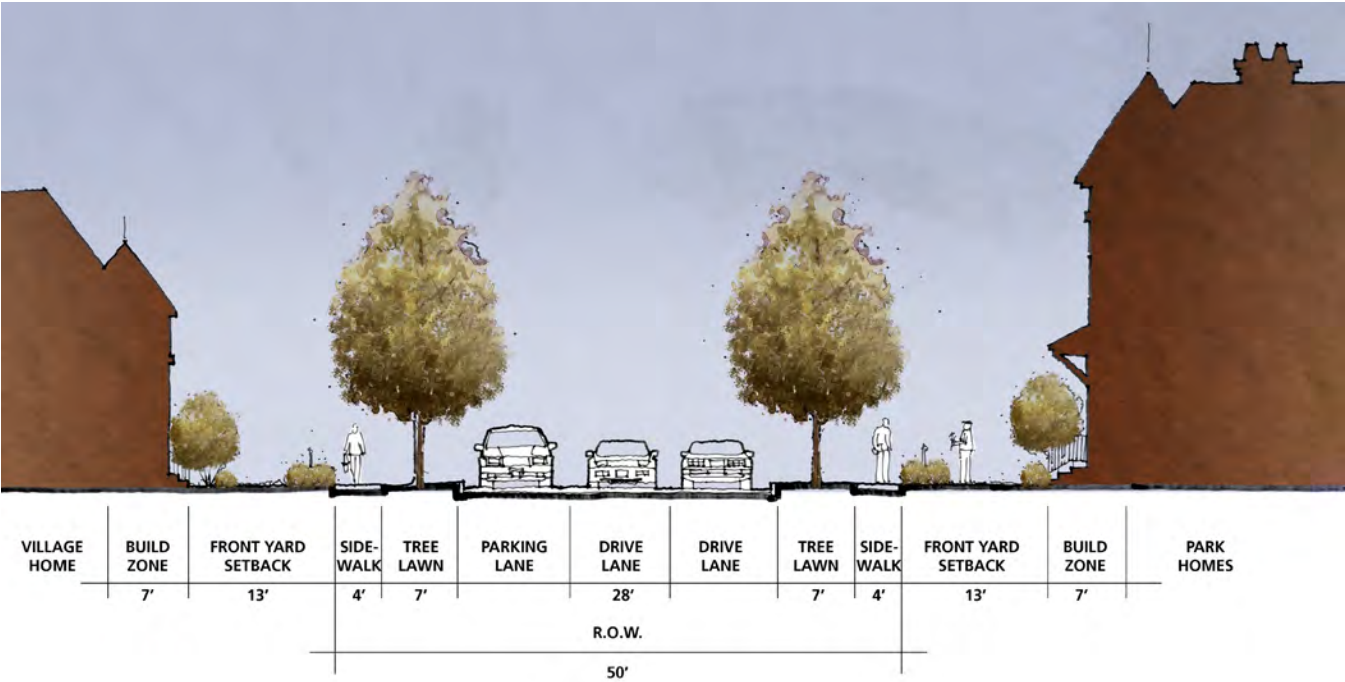 VILLAGE HOME
BUILD ZONE
FRONT YARD SETBACK
SIDE-WALK
TREE LAWN
PARKING LANE
DRIVE LANE
DRIVE LANE
TREE LAWN
SIDE-WALK
FRONT YARD SETBACK
BUILD ZONE
PARK HOMES
7’ 13’ 4’ 7’ 28’ 7’ 4’ 13’ 7’
R.O.W.
50’